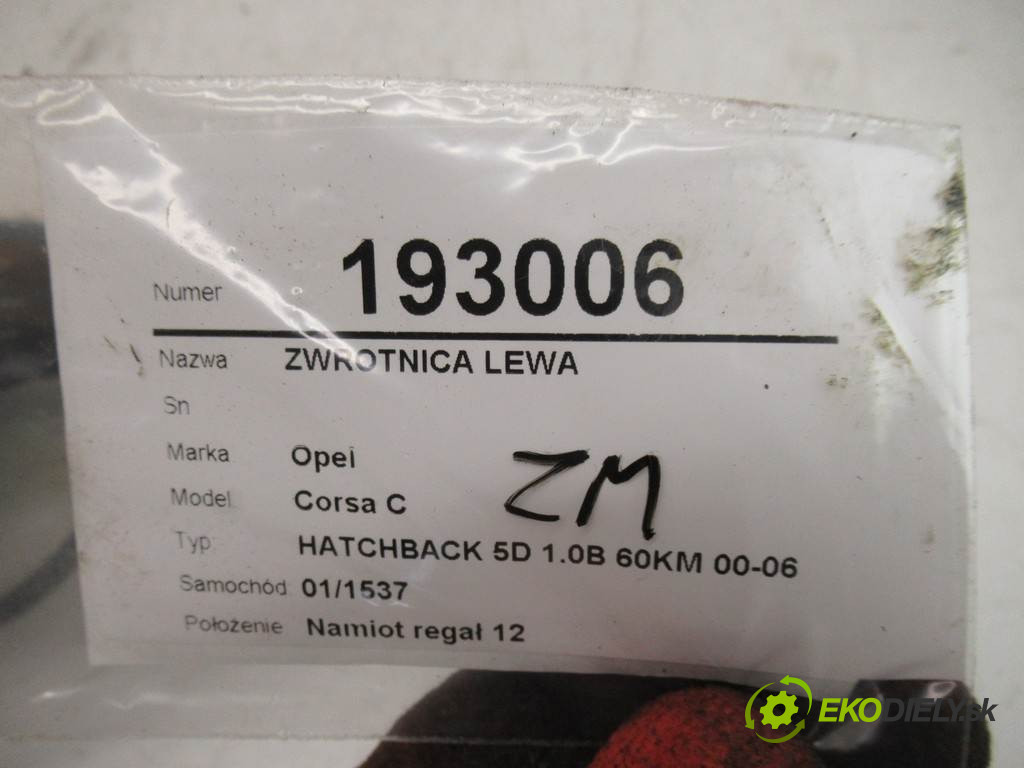 Numer 193006
Nazwa ZWROTNICA LEWA
Sn
Marka Opel
Model Corsa C
ZM
Typ HATCHBACK 5D 1.0B 60KM 00-06
Samochód 01/1537
Położenie Namiot regał 12
EKODIELY.sk